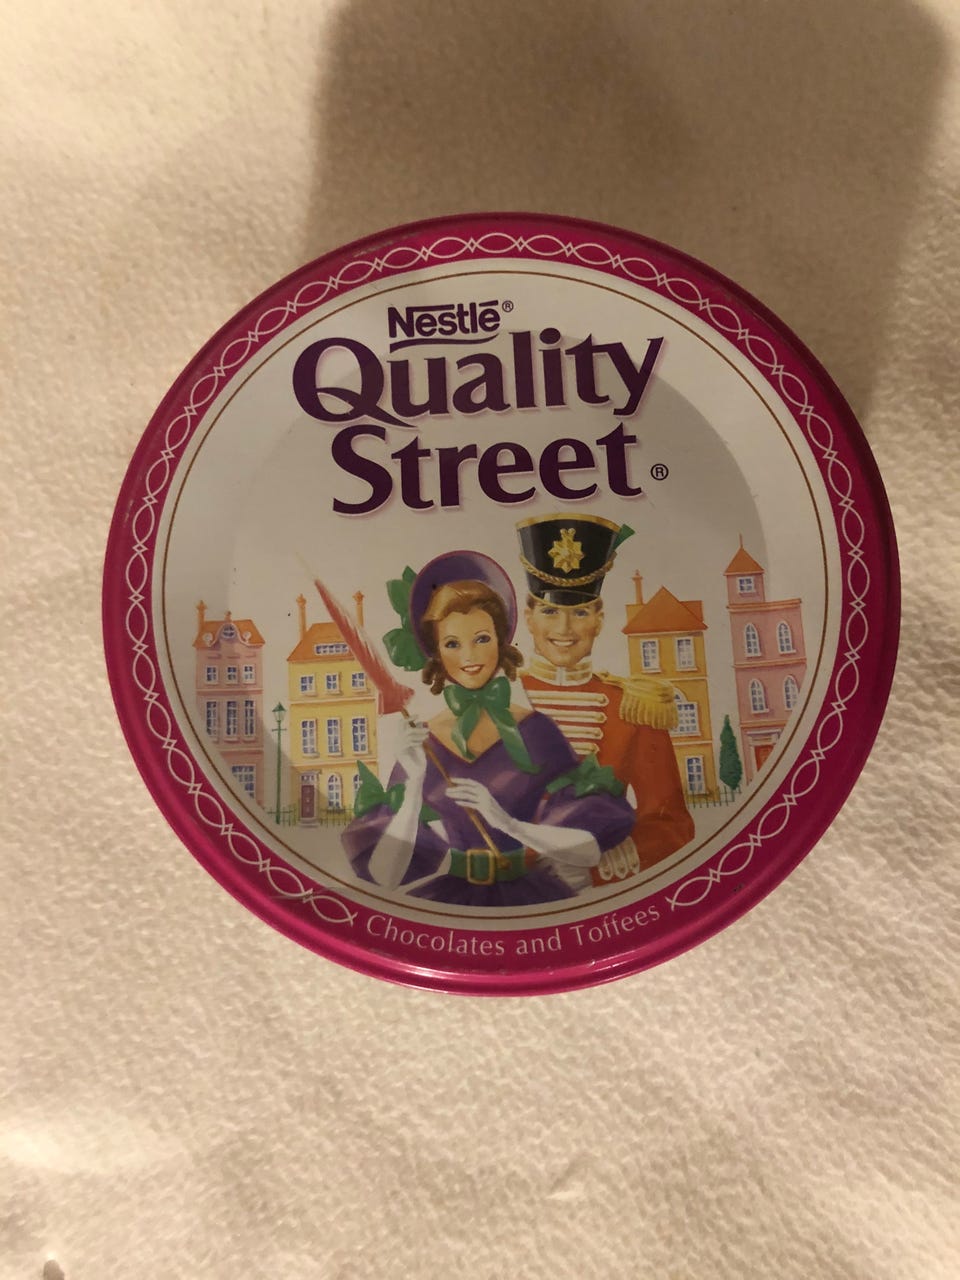 Nestlé®
Quality
Street®
Chocolates and Toffees